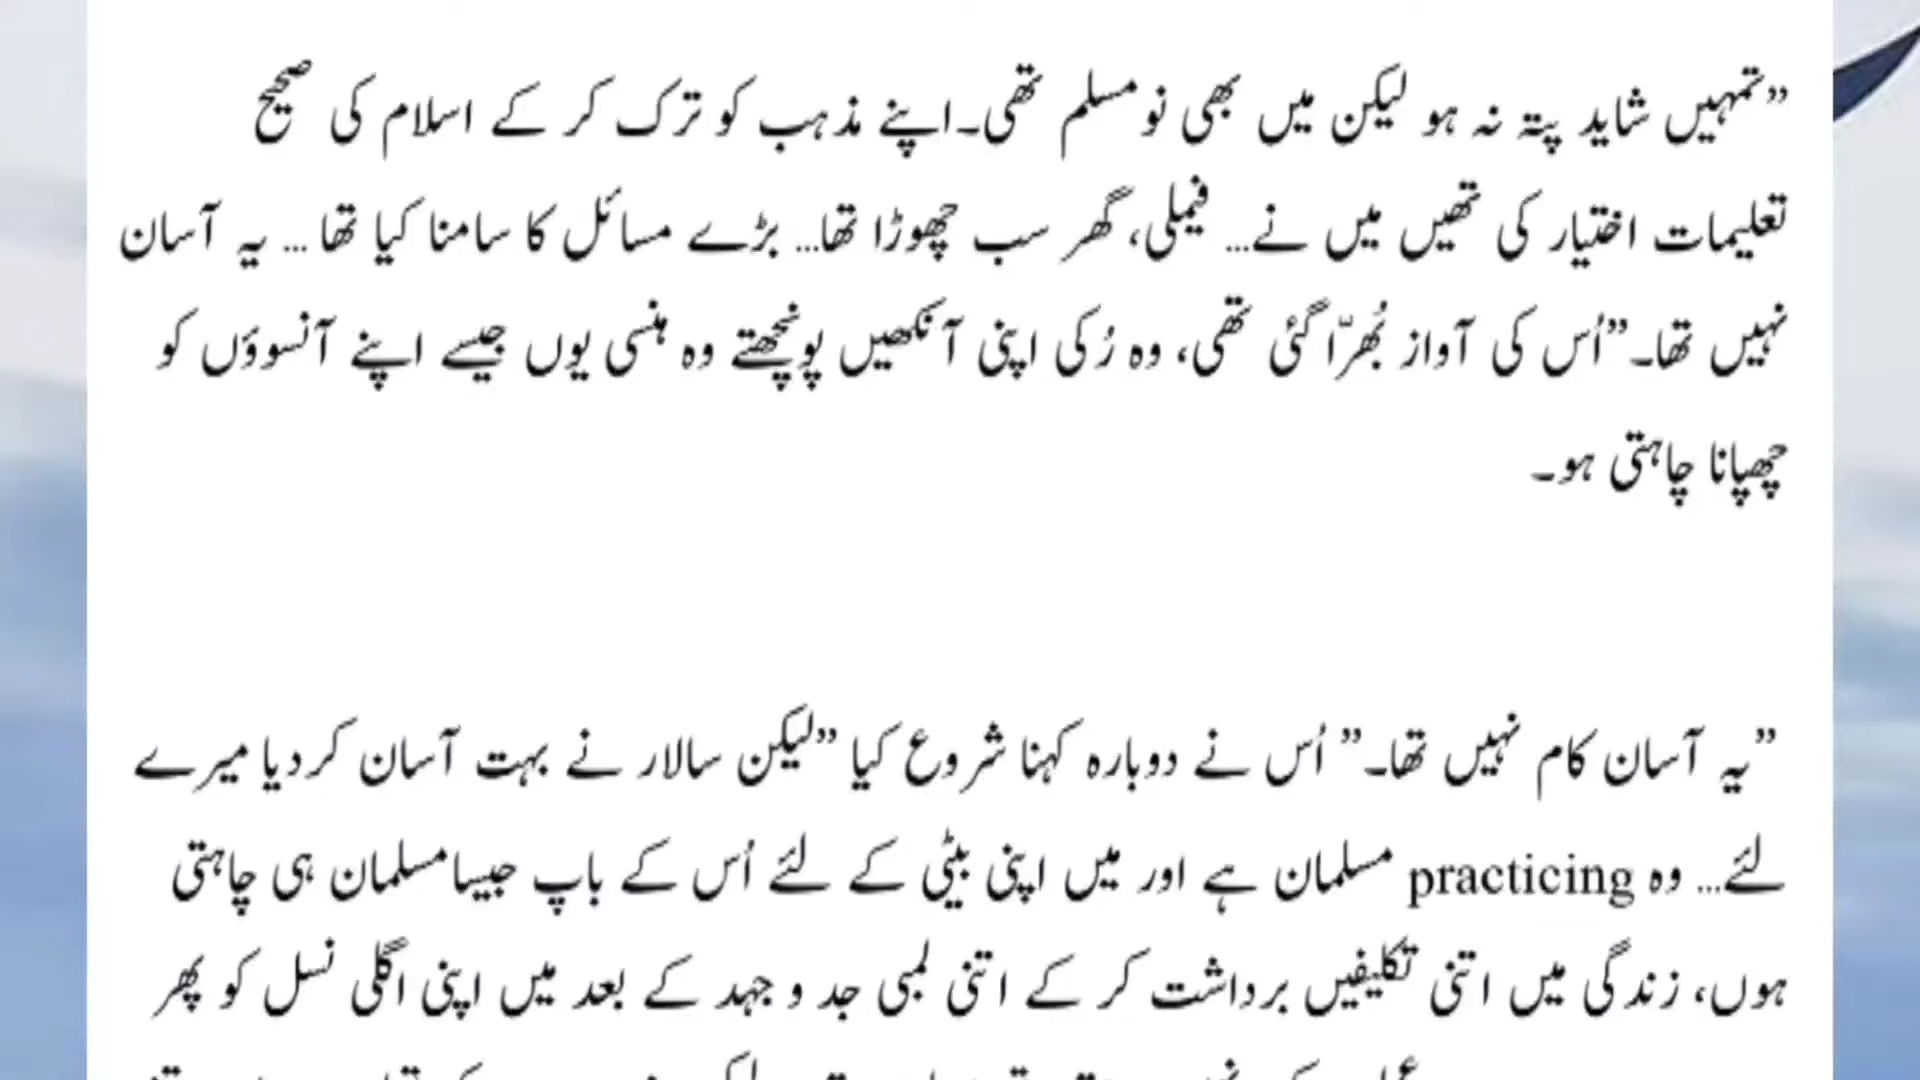 ”تمہیں شاید پتہ نہ ہو لیکن میں بھی نو مسلم تھی۔اپنے مذہب کو ترک کر کے اسلام کی صحیح
تعلیمات اختیار کی تھیں میں نے… فیملی، گھر سب چھوڑا تھا… بڑے مسائل کا سامنا کیا تھا … یہ آسان
نہیں تھا۔”اُس کی آواز بُھرّا گئی تھی، وہ رُکی اپنی آنکھیں پونچھتے وہ ہنسی یوں جیسے اپنے آنسوؤں کو
چھپانا چاہتی ہو۔
”یہ آسان کام نہیں تھا۔” اُس نے دوبارہ کہنا شروع کیا ”لیکن سالار نے بہت آسان کردیا میرے
لئے… وہ practicing مسلمان ہے اور میں اپنی بیٹی کے لئے اُس کے باپ جیسا مسلمان ہی چاہتی
ہوں، زندگی میں اتنی تکلیفیں برداشت کر کے اتنی لمبی جد و جہد کے بعد میں اپنی اگلی نسل کو پھر